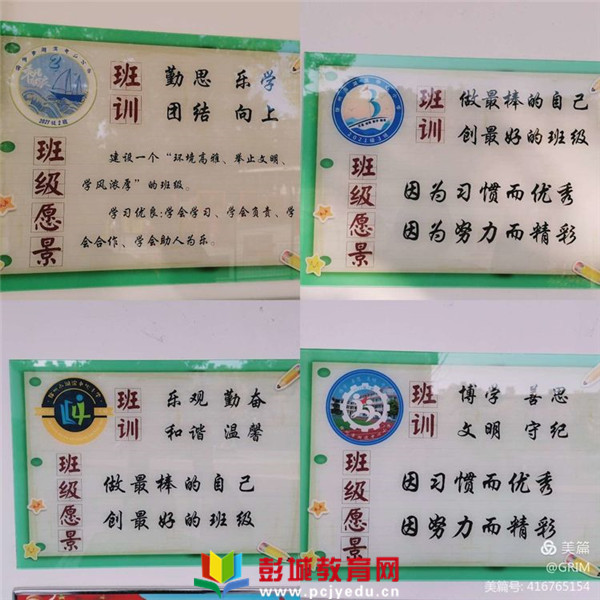 2021级2班
班训
勤思 乐学
团结 向上
班级愿景
建设一个“环境高雅、举止文明、
学风浓厚”的班级。
学习优良:学会学习、学会负责、学
会合作、学会助人为乐。
班训
做最棒的自己
创最好的班级
班级愿景
因为习惯而优秀
因为努力而精彩
班训
乐观 勤奋
和谐 温馨
班级愿景
做最棒的自己
创最好的班级
班训
博学 善思
文明 守纪
班级愿景
因习惯而优秀
因努力而精彩
美篇
@GRJM
美篇号: 416765154
彭城教育网
www.pcjyedu.cn